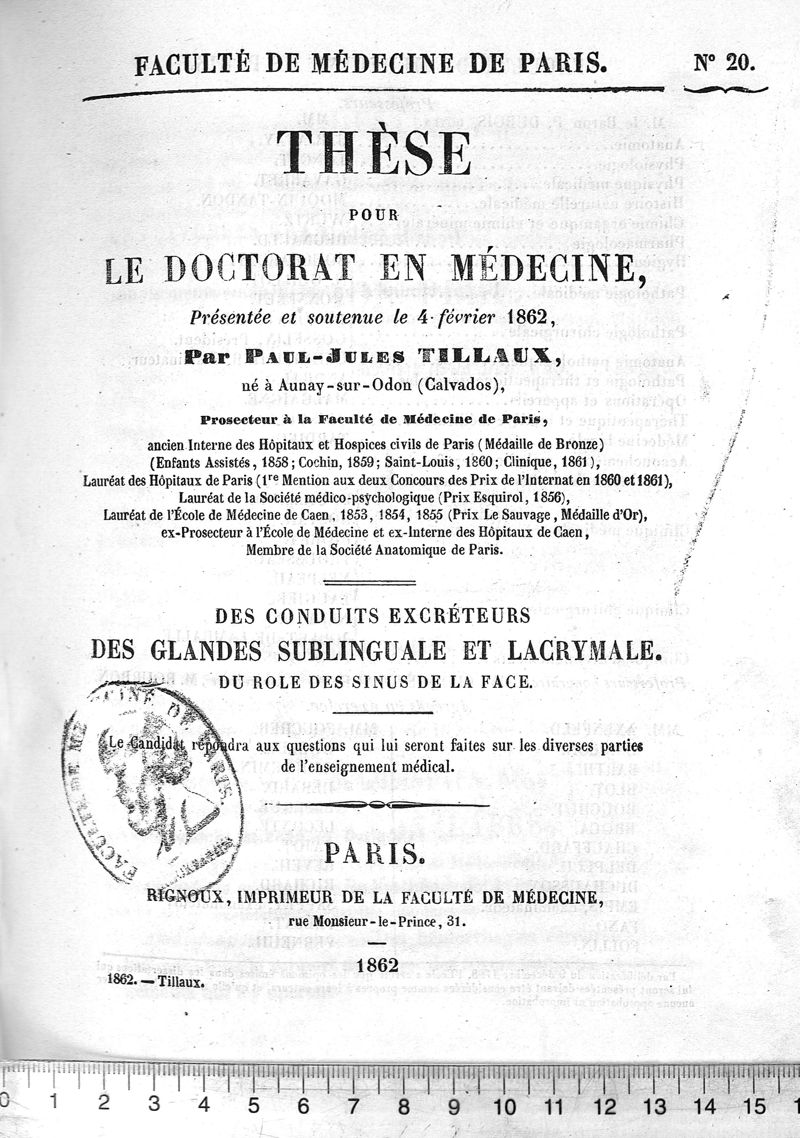 FACULTÉ DE MÉDECINE DE PARIS. N° 20.
THÈSE
POUR
LE DOCTORAT EN MÉDECINE,
Présentée et soutenue le 4 février 1862,
Par PAUL-JULES TILLAUX,
né à Aunay-sur-Odon (Calvados),
Prosecteur à la Faculté de Médecine de Paris,
ancien Interne des Hôpitaux et Hospices civils de Paris (Médaille de Bronze)
(Enfants Assistés, 1858; Cochin, 1859; Saint-Louis, 1860; Clinique, 1861),
Lauréat des Hôpitaux de Paris (1re Mention aux deux Concours des Prix de l'Internat en 1860 et 1861),
Lauréat de la Société médico-psychologique (Prix Esquirol, 1856),
Lauréat de l'École de Médecine de Caen, 1853, 1854, 1855 (Prix Le Sauvage, Médaille d'Or),
ex-Prosecteur à l'École de Médecine et ex-Interne des Hôpitaux de Caen,
Membre de la Société Anatomique de Paris.
DES CONDUITS EXCRÉTEURS
DES GLANDES SUBLINGUALE ET LACRYMALE.
DU ROLE DES SINUS DE LA FACE.
Le Candidat répondra aux questions qui lui seront faites sur les diverses parties
de l'enseignement médical.
FACULTÉ DE MÉDECINE DE PARIS.
PARIS.
RIGNOUX, IMPRIMEUR DE LA FACULTÉ DE MÉDECINE,
rue Monsieur-le-Prince, 31.
1862
1862. — Tillaux.
0 1 2 3 4 5 6 7 8 9 10 11 12 13 14 15